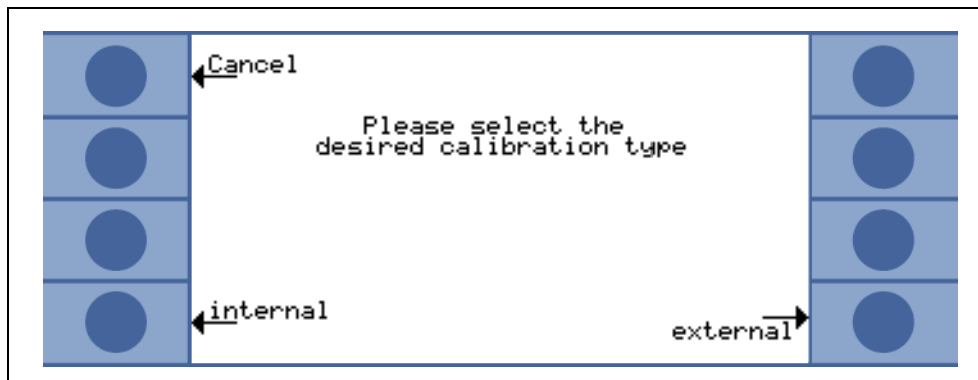 Cancel
Please select the
desired calibration type
internal
external